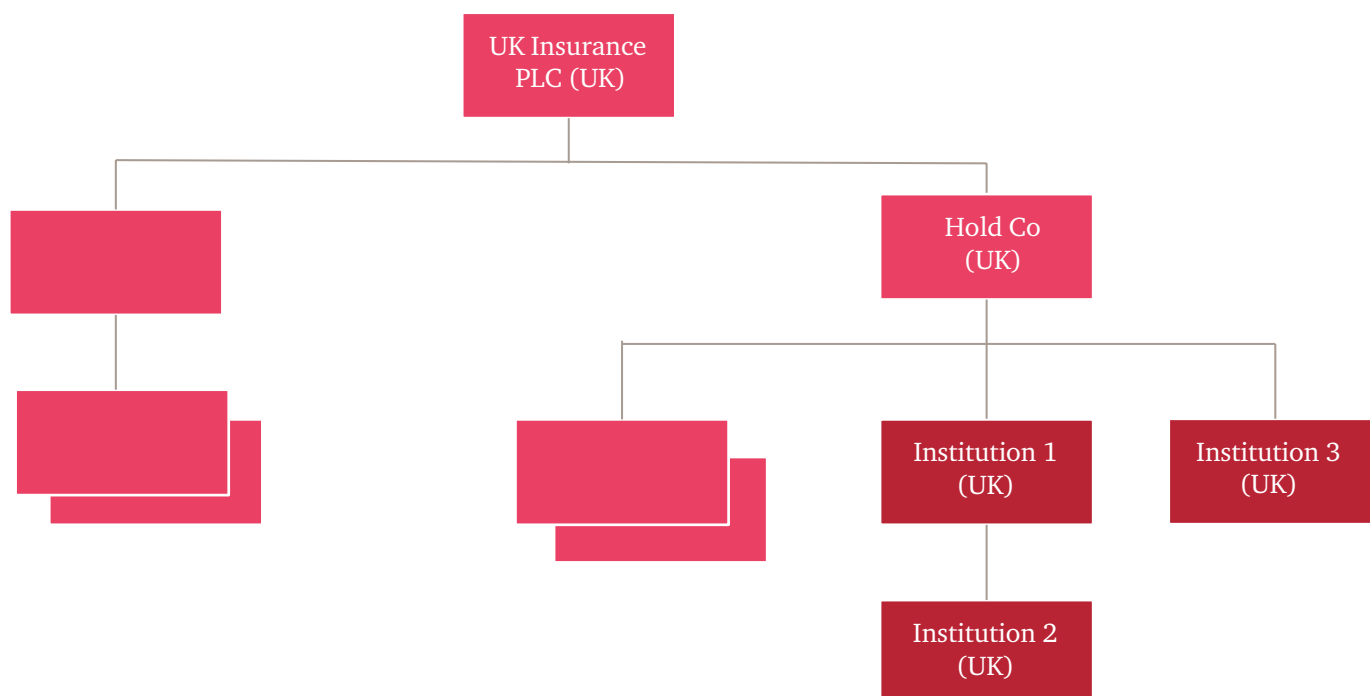 UK Insurance
PLC (UK)
Hold Co
(UK)
Institution 1
(UK)
Institution 3
(UK)
Institution 2
(UK)